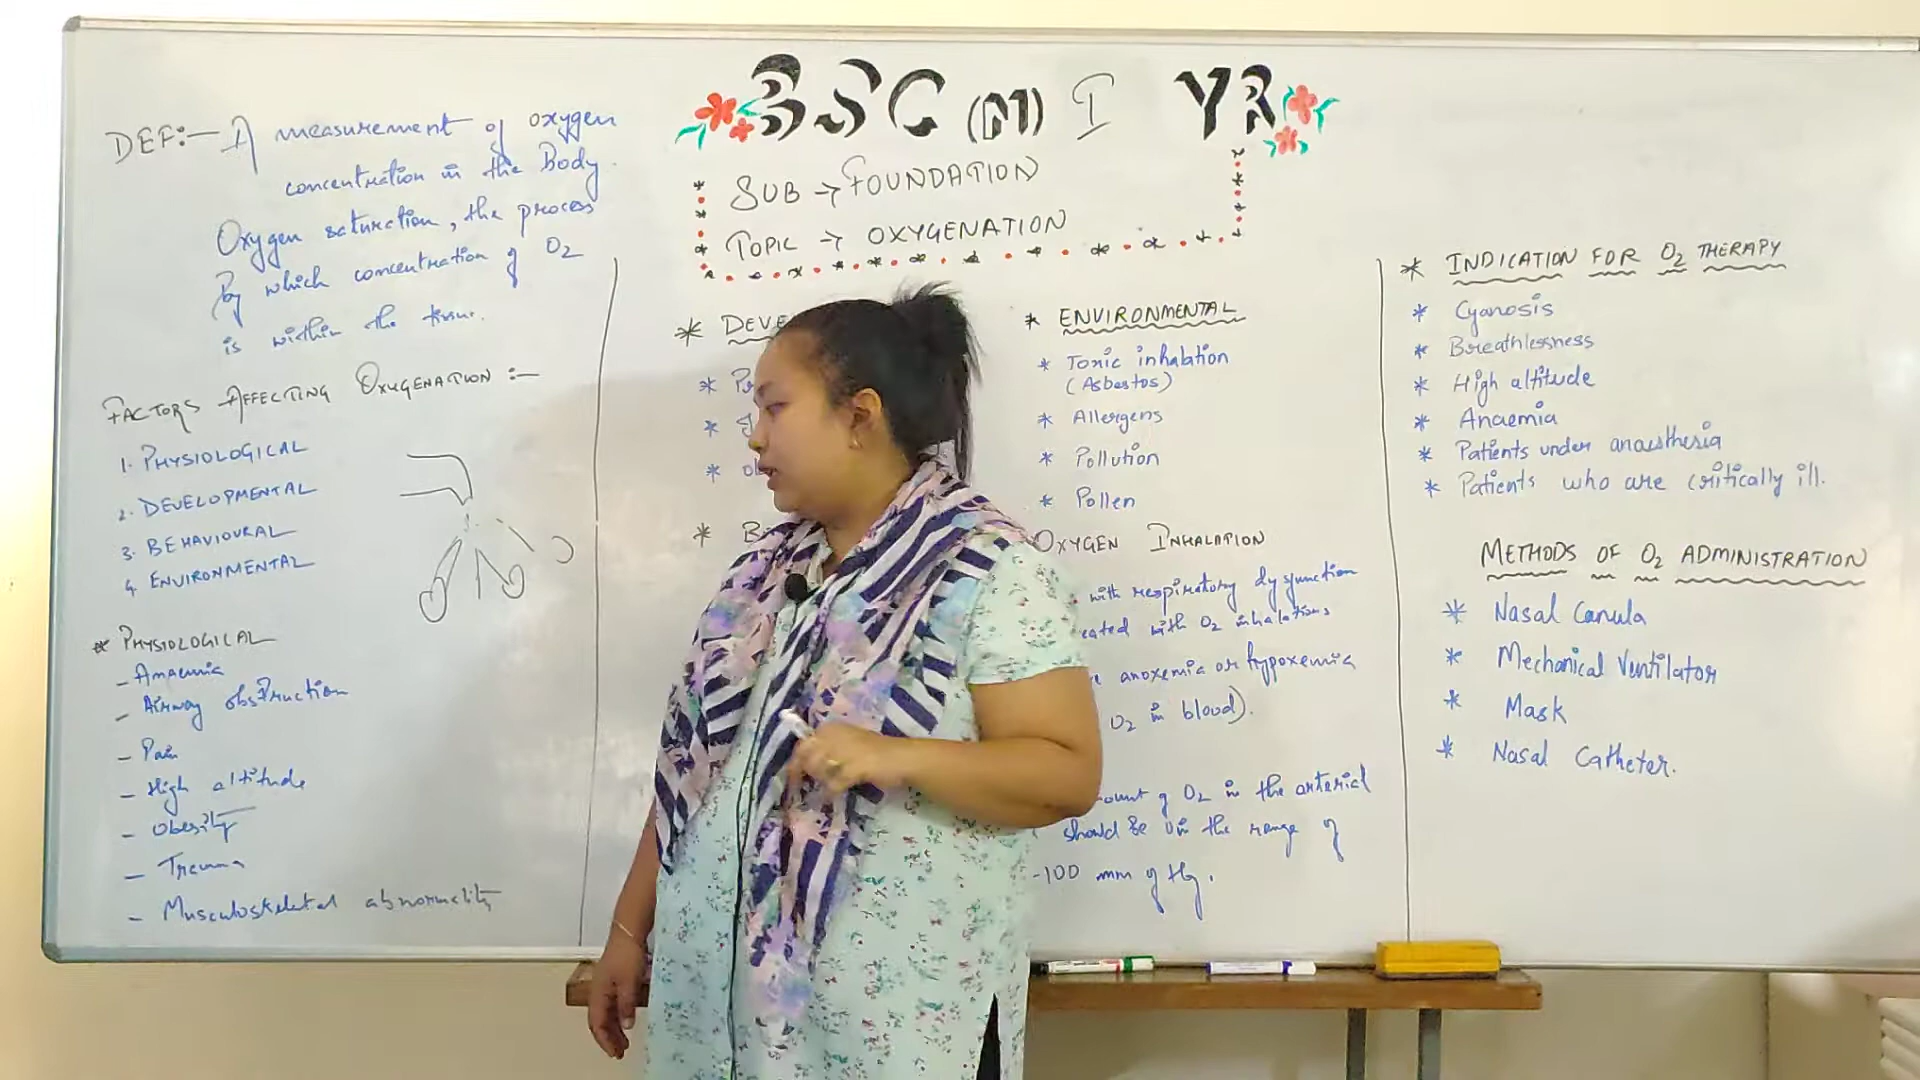 BSC (N) I YR
SUB → FOUNDATION
TOPIC → OXYGENATION
DEF:- A measurement of oxygen
concentration in the Body.
Oxygen saturation, the process
By which concentration of O2
is within the tissue.
FACTORS AFFECTING OXYGENATION :-
1. PHYSIOLOGICAL
2. DEVELOPMENTAL
3. BEHAVIOURAL
4. ENVIRONMENTAL
* PHYSIOLOGICAL
- Anaemia
- Airway obstruction
- Pain
- High altitude
- Obesity
- Trauma
- Musculoskeletal abnormality
* DEVE
* ENVIRONMENTAL
* Toxic inhalation
(Asbestos)
* Allergens
* Pollution
* Pollen
OXYGEN INHALATION
with respiratory dysfunction
with O2 inhalations
anoxemia or hypoxemia
O2 in blood).
of O2 in the arterial
should be in the range of
-100 mm of Hg.
* INDICATION FOR O2 THERAPY
* Cyanosis
* Breathlessness
* High altitude
* Anaemia
* Patients under anaesthesia
* Patients who are critically ill.
METHODS OF O2 ADMINISTRATION
* Nasal Canula
* Mechanical Ventilator
* Mask
* Nasal Catheter.